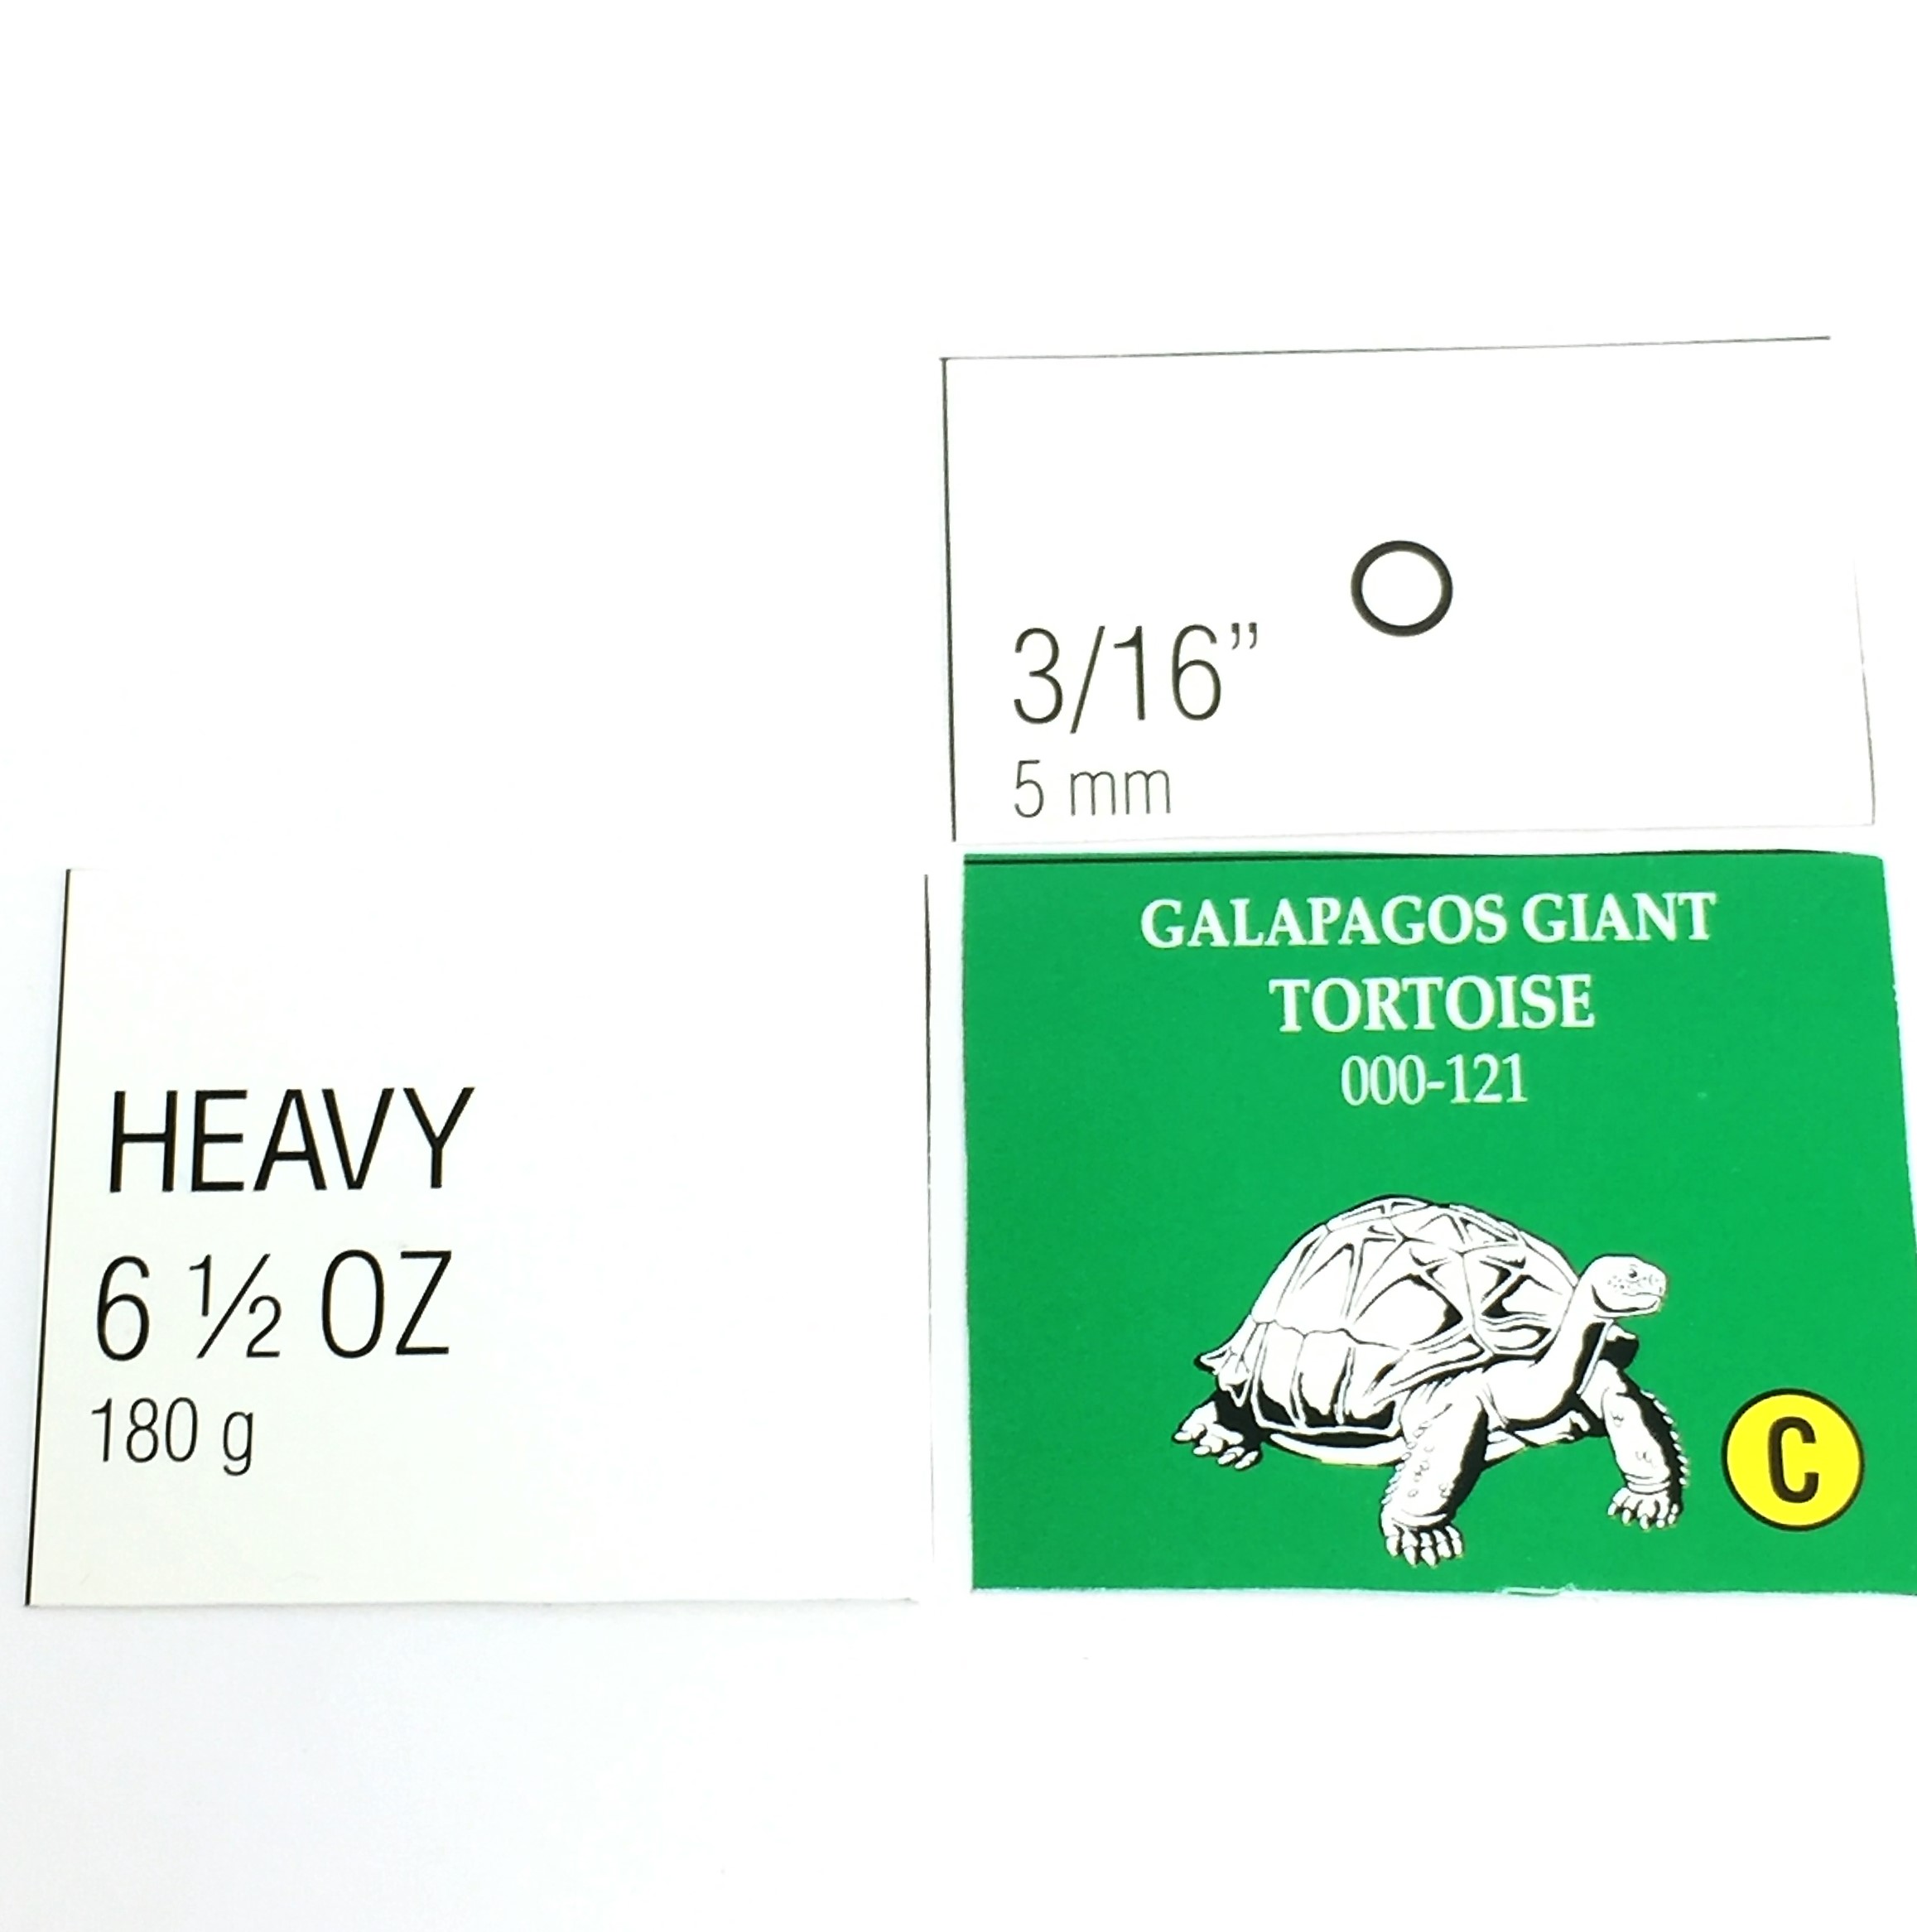 3/16”
5 mm
HEAVY
6 ½ OZ
180 g
GALAPAGOS GIANT
TORTOISE
000-121
C